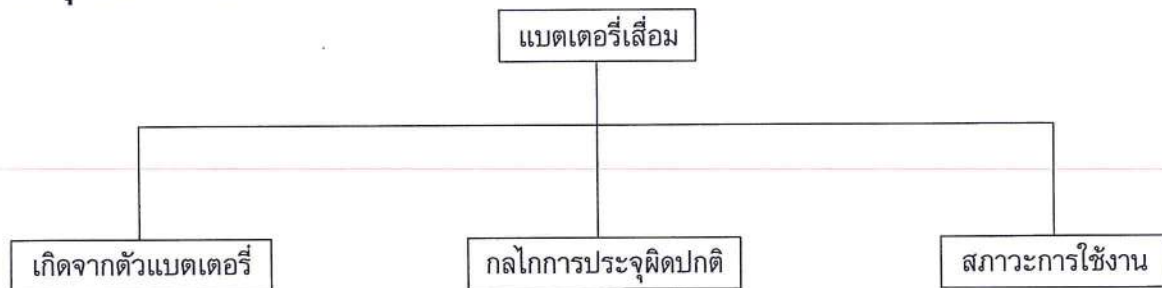 แบตเตอรี่เสื่อม
เกิดจากตัวแบตเตอรี่
กลไกการประจุผิดปกติ
สภาวะการใช้งาน